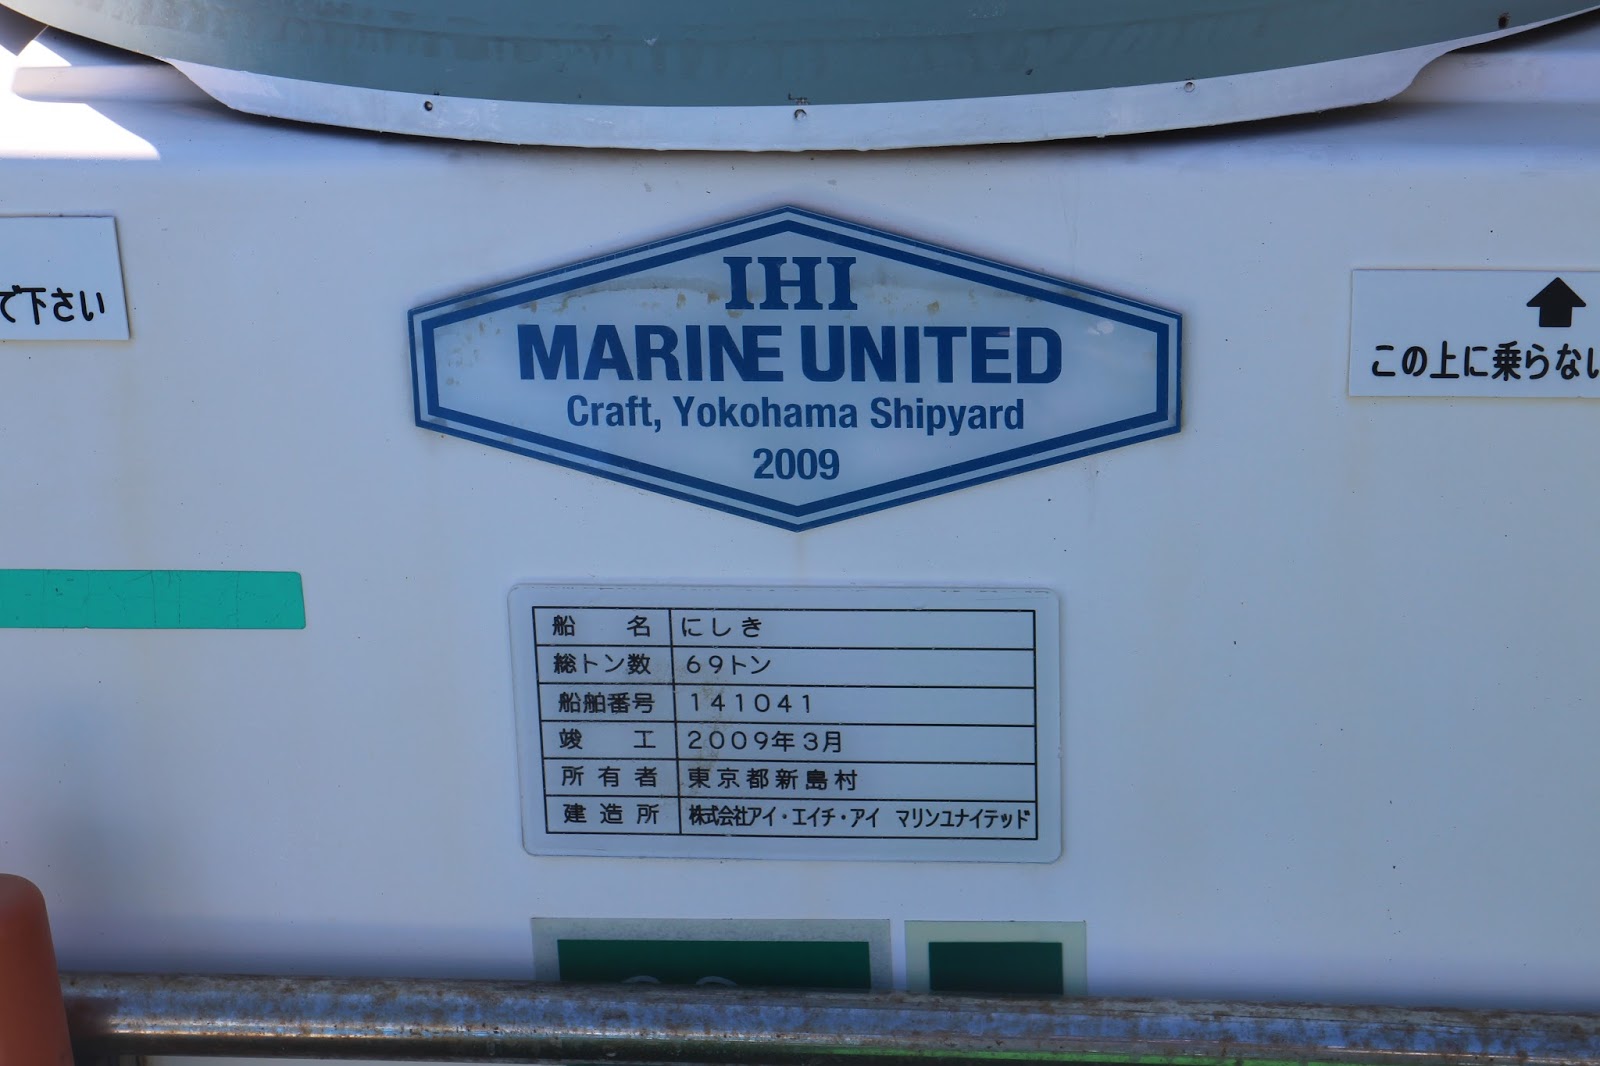 IHI
MARINE UNITED
Craft, Yokohama Shipyard
2009
で下さい
この上に乗らない
船名 にしき
総トン数 69トン
船舶番号 141041
竣工 2009年3月
所有者 東京都新島村
建造所 株式会社アイ・エイチ・アイ マリンユナイテッド